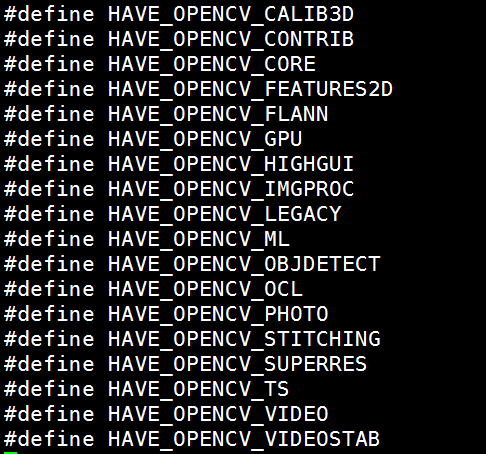 #define HAVE_OPENCV_CALIB3D
#define HAVE_OPENCV_CONTRIB
#define HAVE_OPENCV_CORE
#define HAVE_OPENCV_FEATURES2D
#define HAVE_OPENCV_FLANN
#define HAVE_OPENCV_GPU
#define HAVE_OPENCV_HIGHGUI
#define HAVE_OPENCV_IMGPROC
#define HAVE_OPENCV_LEGACY
#define HAVE_OPENCV_ML
#define HAVE_OPENCV_OBJDETECT
#define HAVE_OPENCV_OCL
#define HAVE_OPENCV_PHOTO
#define HAVE_OPENCV_STITCHING
#define HAVE_OPENCV_SUPERRES
#define HAVE_OPENCV_TS
#define HAVE_OPENCV_VIDEO
#define HAVE_OPENCV_VIDEOSTAB